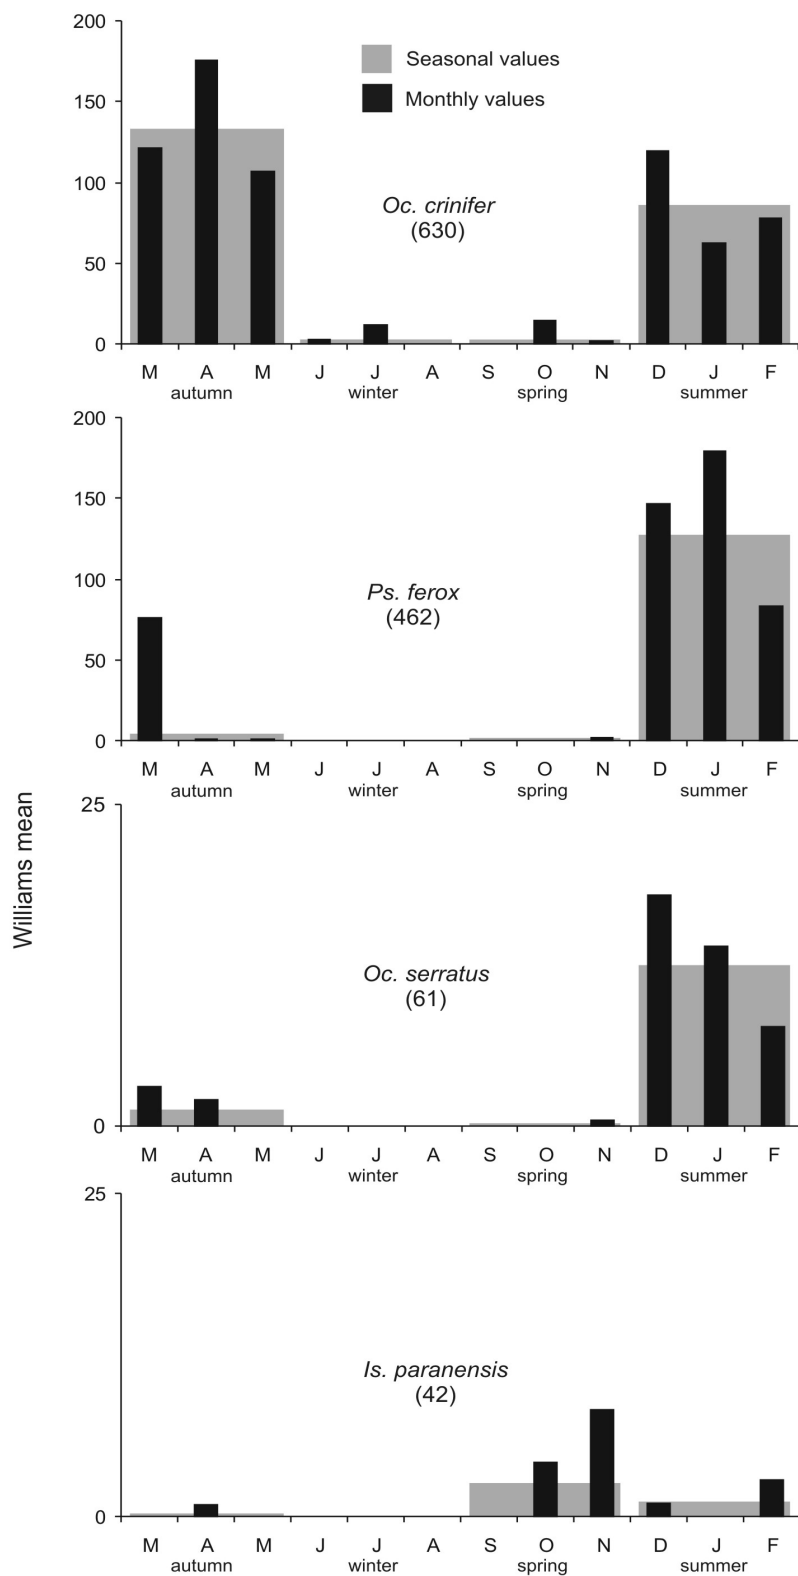 200
Seasonal values
Monthly values
150
100
Oc. crinifer
(630)
50
0
M A M J J A S O N D J F
autumn winter spring summer
200
150
100
Ps. ferox
(462)
50
0
M A M J J A S O N D J F
autumn winter spring summer
Williams mean
25
Oc. serratus
(61)
0
M A M J J A S O N D J F
autumn winter spring summer
25
Is. paranensis
(42)
0
M A M J J A S O N D J F
autumn winter spring summer